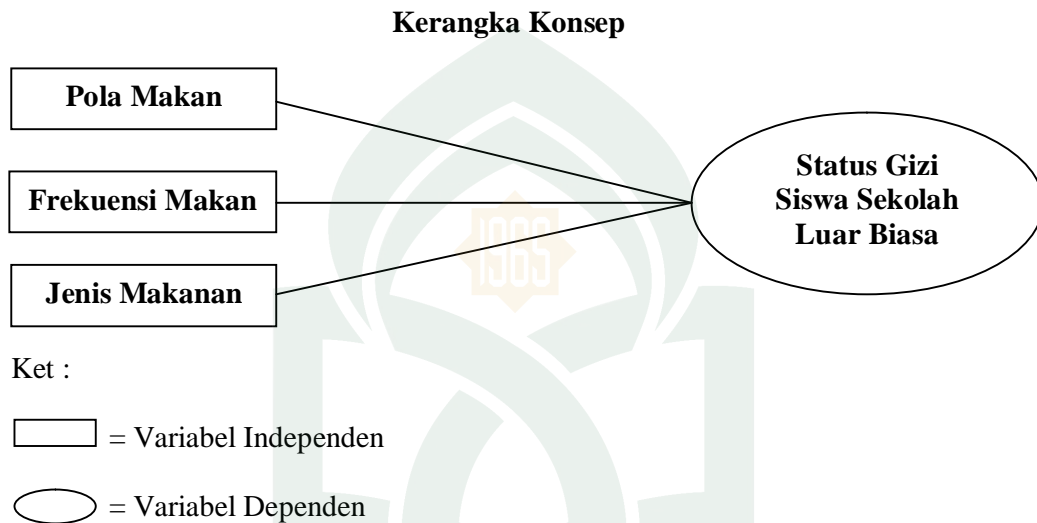 Kerangka Konsep
Pola Makan
Frekuensi Makan
Jenis Makanan
Status Gizi
Siswa Sekolah
Luar Biasa
1965
Ket :
= Variabel Independen
= Variabel Dependen